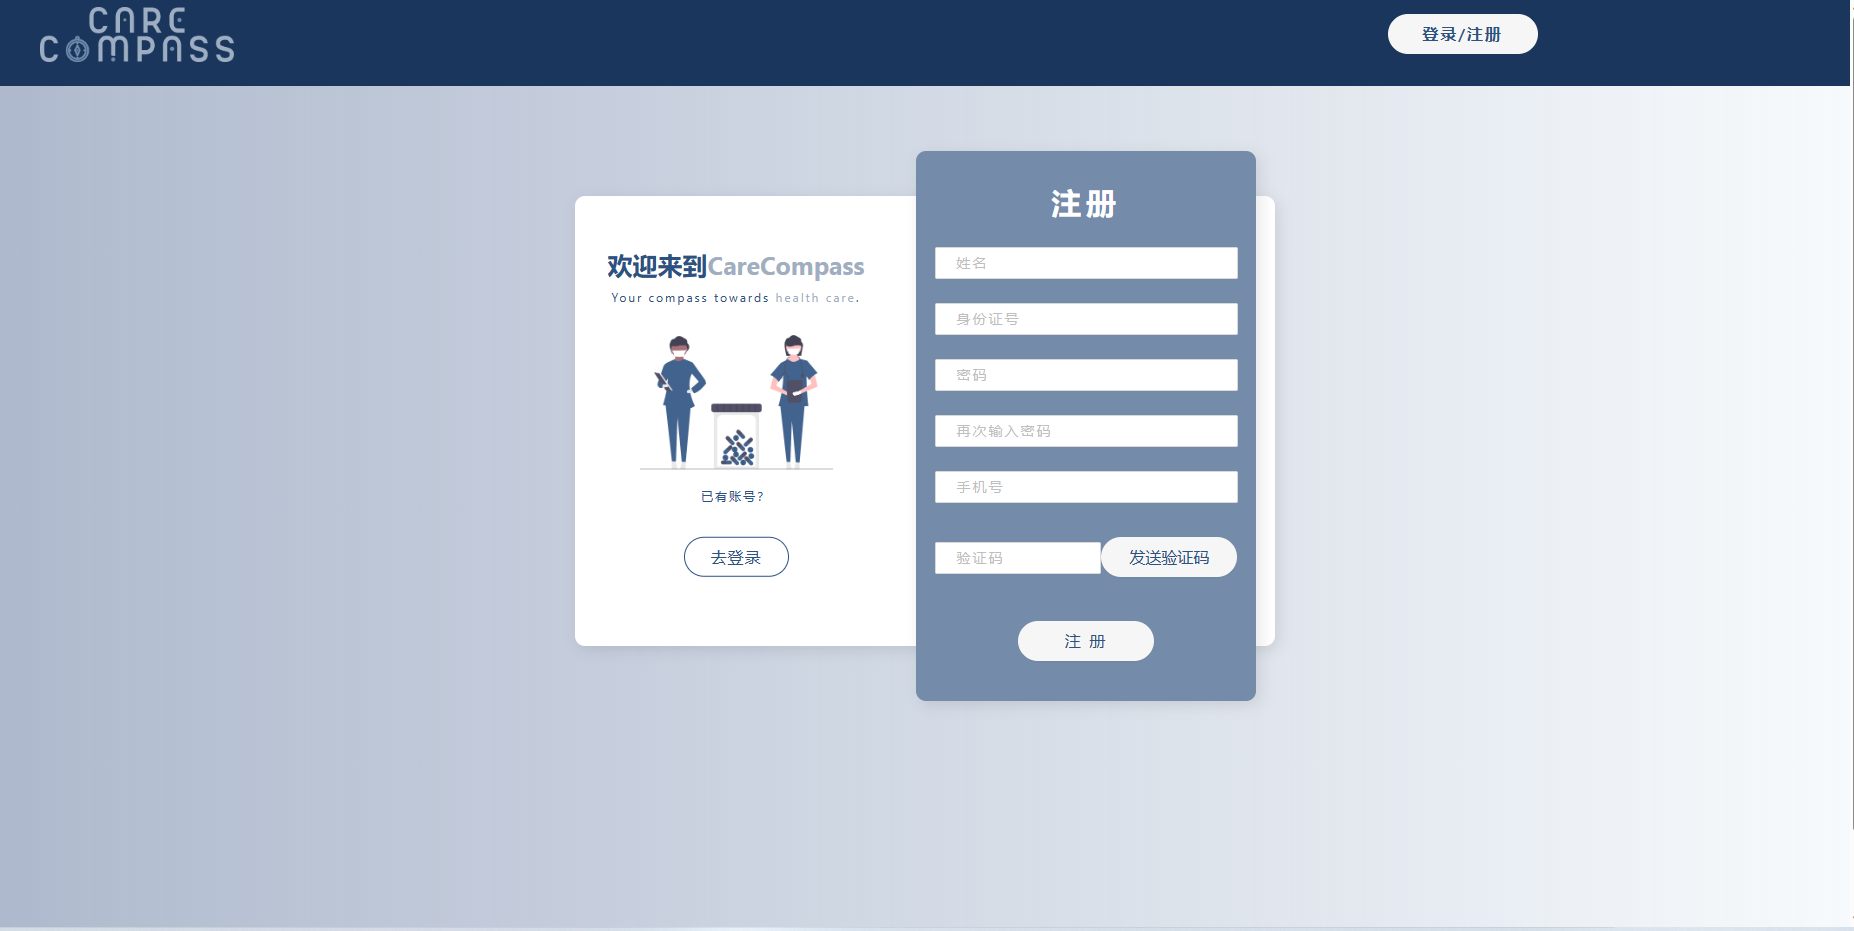 CARE
COMPASS
登录/注册
欢迎来到CareCompass
Your compass towards health care.
已有账号?
去登录
注册
姓名
身份证号
密码
再次输入密码
手机号
验证码
发送验证码
注 册